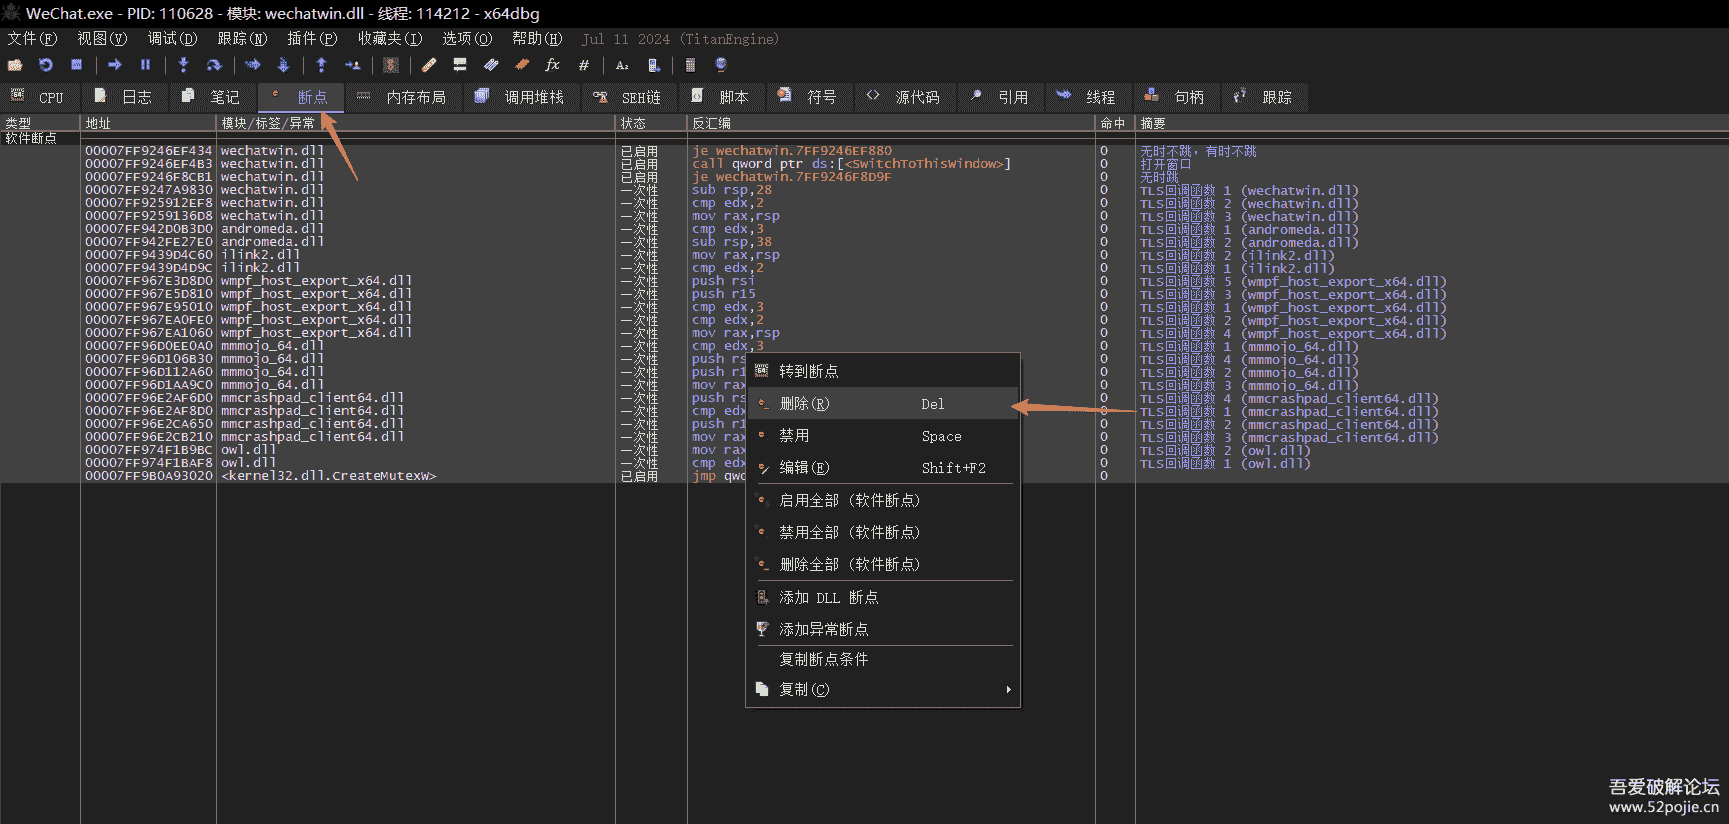 WeChat.exe - PID: 110628 - 模块: wechatwin.dll - 线程: 114212 - x64dbg
文件(F) 视图(V) 调试(D) 跟踪(N) 插件(P) 收藏夹(I) 选项(O) 帮助(H) Jul 11 2024 (TitanEngine)
CPU 日志 笔记 断点 内存布局 调用堆栈 SEH链 脚本 符号 源代码 引用 线程 句柄 跟踪
类型 地址 模块/标签/异常 状态 反汇编 命中 摘要
软件断点
00007FF9246EF434 wechatwin.dll 已启用 je wechatwin.7FF9246EF880 0 无时不跳，有时不跳
00007FF9246EF4B3 wechatwin.dll 已启用 call qword ptr ds:[<SwitchToThisWindow>] 0 打开窗口
00007FF9246F8CB1 wechatwin.dll 已启用 je wechatwin.7FF9246F8D9F 0 无时跳
00007FF9247A9830 wechatwin.dll 一次性 sub rsp,28 0 TLS回调函数 1 (wechatwin.dll)
00007FF925912EF8 wechatwin.dll 一次性 cmp edx,2 0 TLS回调函数 2 (wechatwin.dll)
00007FF9259136D8 wechatwin.dll 一次性 mov rax,rsp 0 TLS回调函数 3 (wechatwin.dll)
00007FF942D0B3D0 andromeda.dll 一次性 cmp edx,3 0 TLS回调函数 1 (andromeda.dll)
00007FF942FE27E0 andromeda.dll 一次性 sub rsp,38 0 TLS回调函数 2 (andromeda.dll)
00007FF9439D4C60 ilink2.dll 一次性 mov rax,rsp 0 TLS回调函数 2 (ilink2.dll)
00007FF9439D4D9C ilink2.dll 一次性 cmp edx,2 0 TLS回调函数 1 (ilink2.dll)
00007FF967E3D8D0 wmpf_host_export_x64.dll 一次性 push rsi 0 TLS回调函数 5 (wmpf_host_export_x64.dll)
00007FF967E5D810 wmpf_host_export_x64.dll 一次性 push r15 0 TLS回调函数 3 (wmpf_host_export_x64.dll)
00007FF967E95010 wmpf_host_export_x64.dll 一次性 cmp edx,3 0 TLS回调函数 1 (wmpf_host_export_x64.dll)
00007FF967EA0FE0 wmpf_host_export_x64.dll 一次性 cmp edx,2 0 TLS回调函数 2 (wmpf_host_export_x64.dll)
00007FF967EA1060 wmpf_host_export_x64.dll 一次性 mov rax,rsp 0 TLS回调函数 4 (wmpf_host_export_x64.dll)
00007FF96D0EE0A0 mmmojo_64.dll 一次性 cmp edx,3 0 TLS回调函数 1 (mmmojo_64.dll)
00007FF96D106B30 mmmojo_64.dll 一次性 push rs 0 TLS回调函数 4 (mmmojo_64.dll)
00007FF96D112A60 mmmojo_64.dll 一次性 push r1 0 TLS回调函数 2 (mmmojo_64.dll)
00007FF96D1AA9C0 mmmojo_64.dll 一次性 mov rax 0 TLS回调函数 3 (mmmojo_64.dll)
00007FF96E2AF6D0 mmcrashpad_client64.dll 一次性 push rs 0 TLS回调函数 4 (mmcrashpad_client64.dll)
00007FF96E2AF8D0 mmcrashpad_client64.dll 一次性 cmp edx 0 TLS回调函数 1 (mmcrashpad_client64.dll)
00007FF96E2CA650 mmcrashpad_client64.dll 一次性 push r1 0 TLS回调函数 2 (mmcrashpad_client64.dll)
00007FF96E2CB210 mmcrashpad_client64.dll 一次性 mov rax 0 TLS回调函数 3 (mmcrashpad_client64.dll)
00007FF974F1B9BC owl.dll 一次性 mov rax 0 TLS回调函数 2 (owl.dll)
00007FF974F1BAF8 owl.dll 一次性 cmp edx 0 TLS回调函数 1 (owl.dll)
00007FF9B0A93020 <kernel32.dll.CreateMutexW> 已启用 jmp qw 0
转到断点
删除(R) Del
禁用 Space
编辑(E) Shift+F2
启用全部 (软件断点)
禁用全部 (软件断点)
删除全部 (软件断点)
添加 DLL 断点
添加异常断点
复制断点条件
复制(C)
吾爱破解论坛
www.52pojie.cn